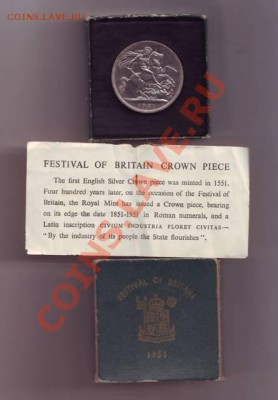 COINS-ЛАВЕ.RU
FESTIVAL OF BRITAIN CROWN PIECE
The first English Silver Crown piece was minted in 1551.
Four hundred years later, on the occasion of the Festival of
Britain, the Royal Mint has issued a Crown piece, bearing
on its edge the date 1851-1951 in Roman numerals, and a
Latin inscription CIVIUM INDUSTRIA FLORET CIVITAS—
“By the industry of its people the State flourishes”.
FESTIVAL OF BRITAIN
1951